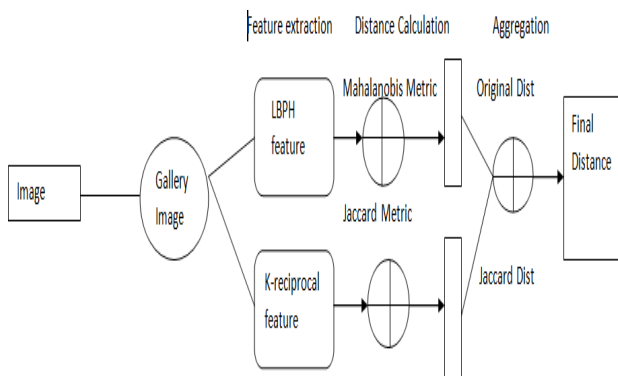 Feature extraction
Distance Calculation
Aggregation
LBPH
feature
Mahalanobis Metric
Original Dist
Final
Distance
Image
Gallery
Image
Jaccard Metric
K-reciprocal
feature
Jaccard Dist